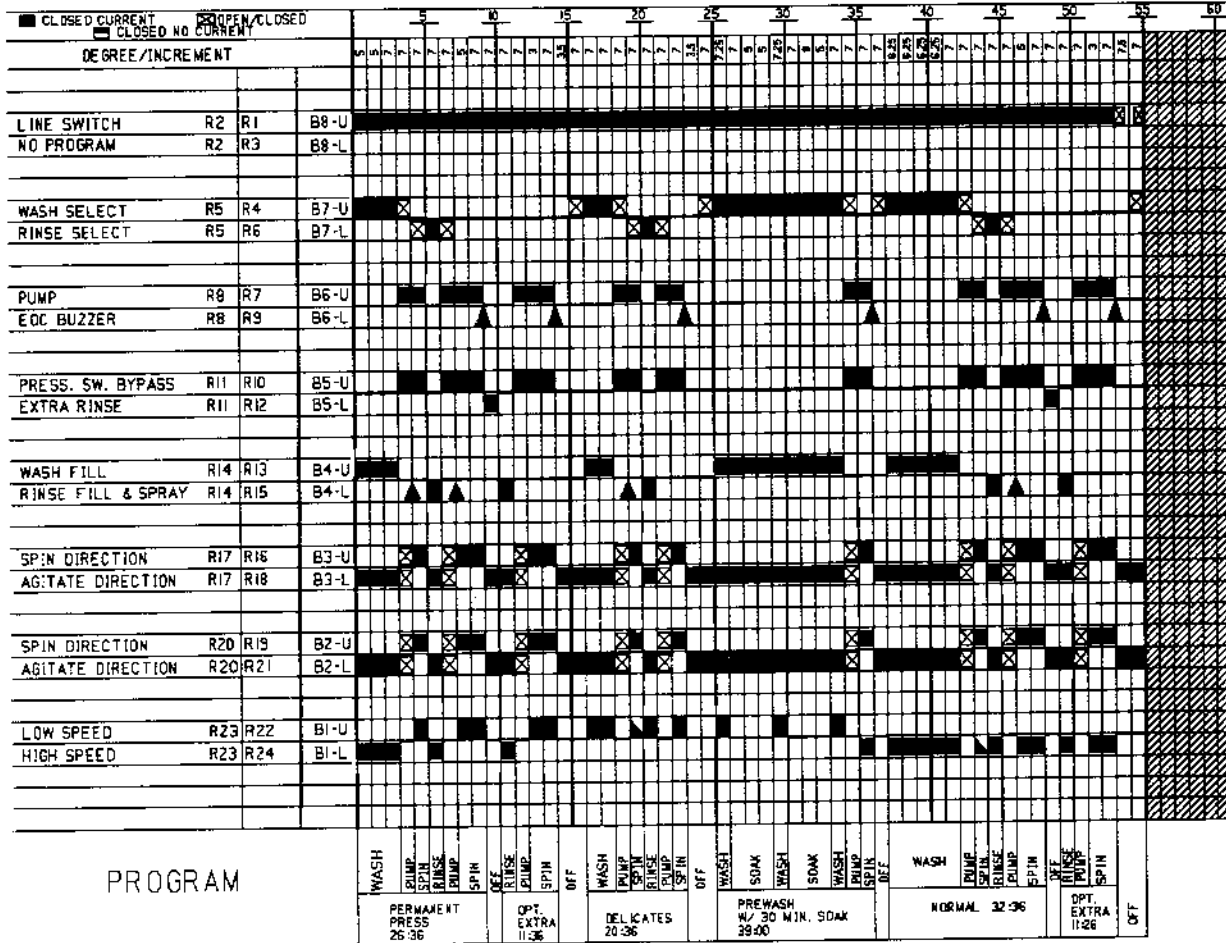 CLOSED CURRENT OPEN/CLOSED
CLOSED NO CURRENT
5 10 15 20 25 30 35 40 45 50 55 60
DEGREE/INCREMENT
LINE SWITCH R2 R1 B8-U
NO PROGRAM R2 R3 B8-L
WASH SELECT R5 R4 B7-U
RINSE SELECT R5 R6 B7-L
PUMP R8 R7 B6-U
EOC BUZZER R8 R9 B6-L
PRESS. SW. BYPASS R11 R10 B5-U
EXTRA RINSE R11 R12 B5-L
WASH FILL R14 R13 B4-U
RINSE FILL & SPRAY R14 R15 B4-L
SPIN DIRECTION R17 R16 B3-U
AGITATE DIRECTION R17 R18 B3-L
SPIN DIRECTION R20 R19 B2-U
AGITATE DIRECTION R20 R21 B2-L
LOW SPEED R23 R22 B1-U
HIGH SPEED R23 R24 B1-L
PROGRAM
WASH PUMP SPIN RINSE PUMP SPIN OFF RINSE PUMP SPIN OFF WASH PUMP SPIN RINSE PUMP SPIN OFF WASH SOAK WASH SOAK WASH PUMP SPIN OFF WASH PUMP SPIN RINSE PUMP SPIN OFF RINSE PUMP SPIN OFF
PERMANENT
PRESS
26:36
OPT.
EXTRA
11:36
DELICATES
20:36
PREWASH
W/ 30 MIN. SOAK
39:00
NORMAL 32:36
OPT.
EXTRA
11:26